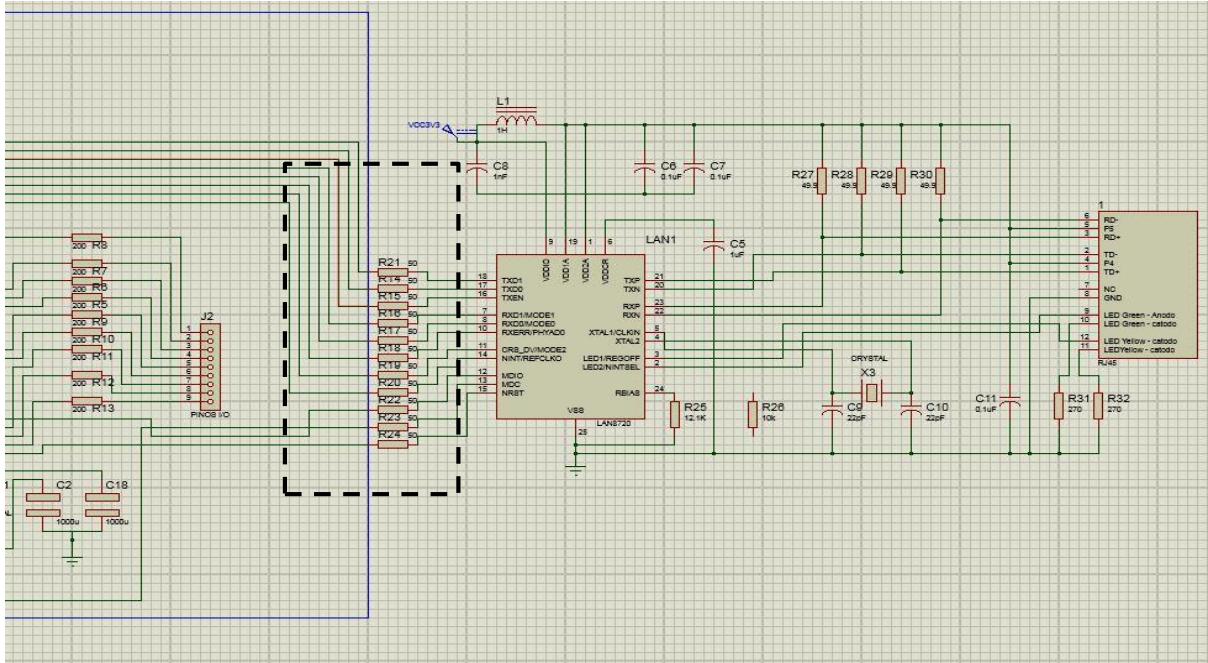 L1
1H
VCC3V3
C8
1nF
C6
0.1uF
C7
0.1uF
R27
49.9
R28
49.9
R29
49.9
R30
49.9
9
19
1
6
VDDIO
VDD1A
VDD2A
VDDCR
LAN1
C5
1uF
R8
200
R7
200
R6
200
R5
200
R9
200
R10
200
R11
200
R12
200
R13
200
J2
1
2
3
4
5
6
7
8
9
PINOS I/O
R21
50
R14
50
R15
50
R16
50
R17
50
R18
50
R19
50
R20
50
R22
50
R23
50
R24
50
18 TXD1
17 TXD0
16 TXEN
7 RXD1/MODE1
8 RXD0/MODE0
10 RXERR/PHYAD0
11 CRS_DV/MODE2
14 NINT/REFCLKO
12 MDIO
13 MDC
15 NRST
TXP 21
TXN 20
RXP 23
RXN 22
XTAL1/CLKIN 5
XTAL2 4
LED1/REGOFF 3
LED2/NINTSEL 2
RBIAS 24
VSS
25
LAN8720
R25
12.1K
R26
10k
CRYSTAL
X3
C9
22pF
C10
22pF
C11
0.1uF
R31
270
R32
270
1
6 RD-
5 P5
3 RD+
2 TD-
4 P4
1 TD+
7 NC
8 GND
9 LED Green - Anodo
10 LED Green - catodo
12 LED Yellow - catodo
11 LEDYellow - catodo
RJ45
1
C2
1000u
C18
1000u